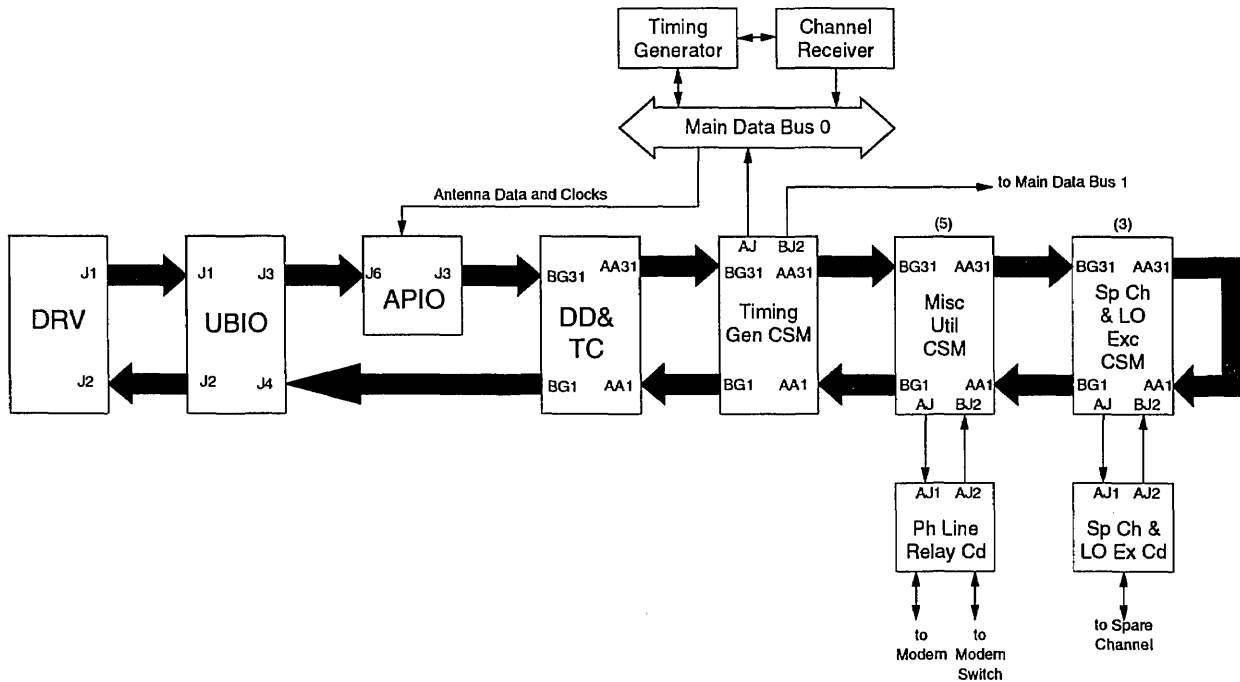 Timing
Generator
Channel
Receiver
Main Data Bus 0
Antenna Data and Clocks
to Main Data Bus 1
(5)
(3)
J1
DRV
J2
J1
J3
UBIO
J2
J4
J6
J3
APIO
BG31
AA31
DD&
TC
BG1
AA1
AJ
BJ2
BG31
AA31
Timing
Gen CSM
BG1
AA1
BG31
AA31
Misc
Util
CSM
BG1
AA1
AJ
BJ2
BG31
AA31
Sp Ch
& LO
Exc
CSM
BG1
AA1
AJ
BJ2
AJ1
AJ2
Ph Line
Relay Cd
AJ1
AJ2
Sp Ch &
LO Ex Cd
to
Modem
to
Modem
Switch
to Spare
Channel